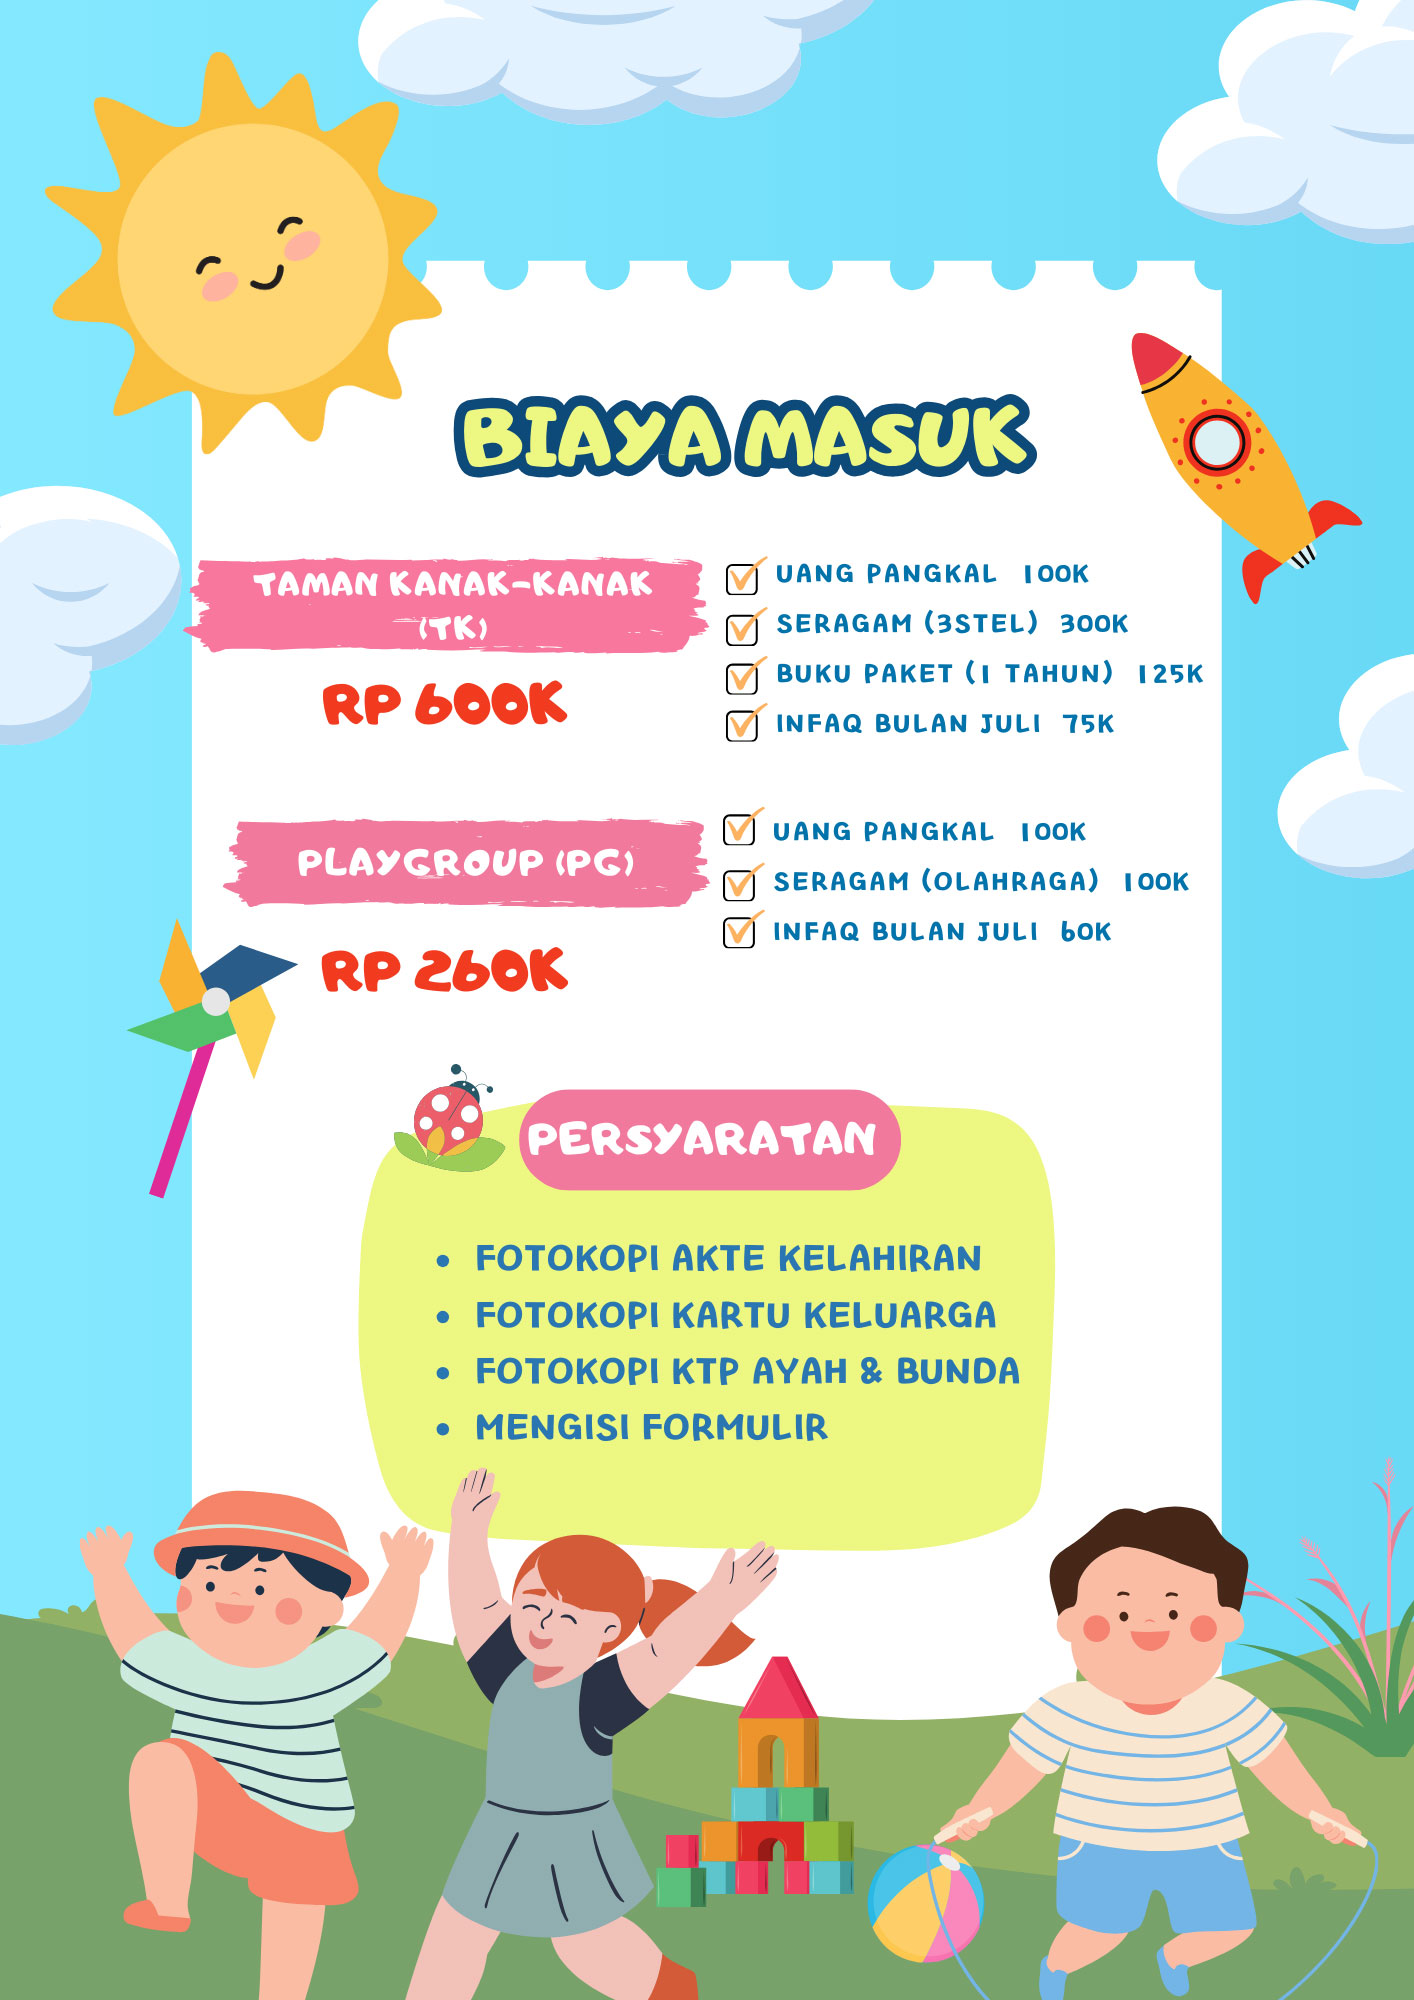 BIAYA MASUK
TAMAN KANAK-KANAK
(TK)
RP 600K
UANG PANGKAL 100K
SERAGAM (3STEL) 300K
BUKU PAKET (1 TAHUN) 125K
INFAQ BULAN JULI 75K
PLAYGROUP (PG)
RP 260K
UANG PANGKAL 100K
SERAGAM (OLAHRAGA) 100K
INFAQ BULAN JULI 60K
PERSYARATAN
• FOTOKOPI AKTE KELAHIRAN
• FOTOKOPI KARTU KELUARGA
• FOTOKOPI KTP AYAH & BUNDA
• MENGISI FORMULIR